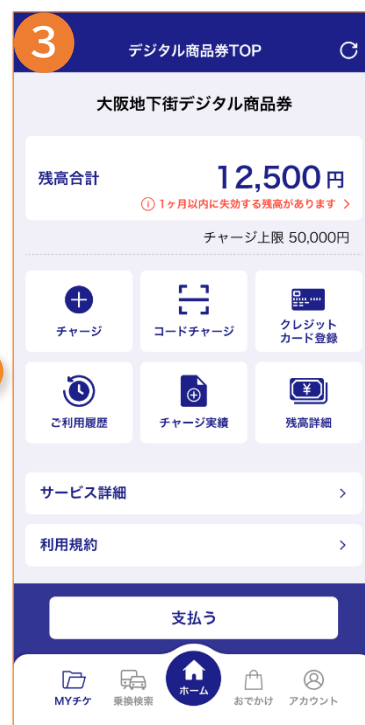 3
デジタル商品券TOP
大阪地下街デジタル商品券
残高合計
12,500円
1ヶ月以内に失効する残高があります
チャージ上限 50,000円
チャージ
コードチャージ
クレジット
カード登録
ご利用履歴
チャージ実績
残高詳細
サービス詳細
利用規約
支払う
MYチケ
乗換検索
ホーム
おでかけ
アカウント